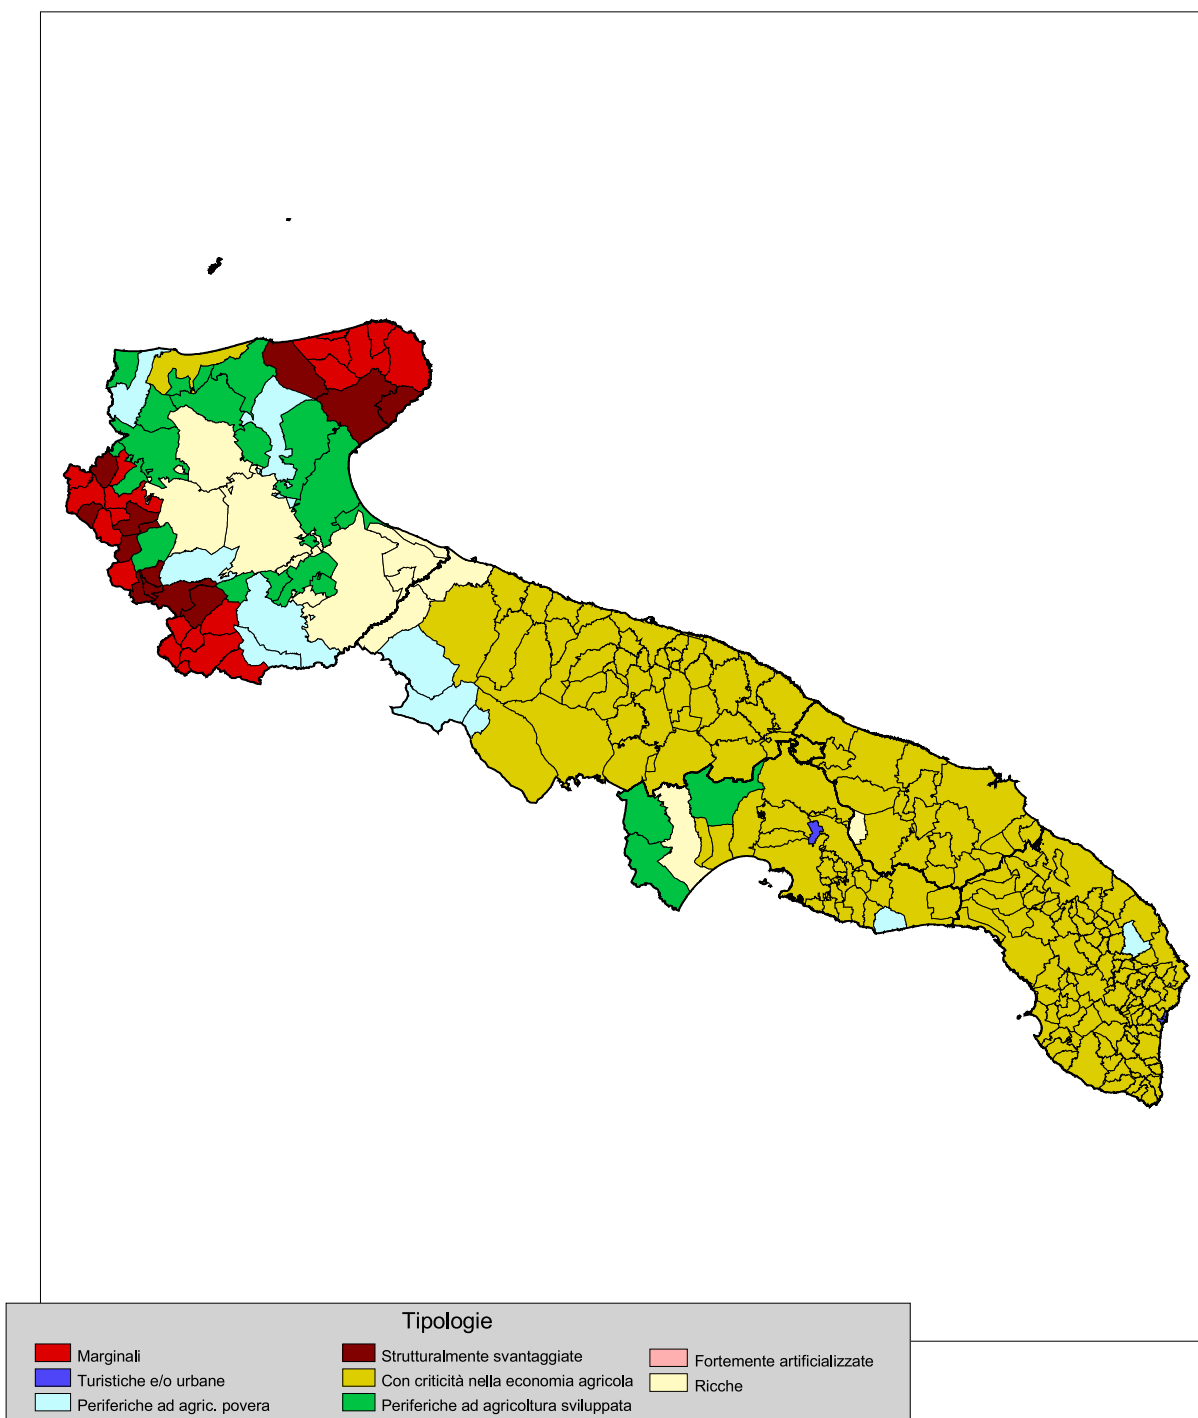 Tipologie
Marginali
Turistiche e/o urbane
Periferiche ad agric. povera
Strutturalmente svantaggiate
Con criticità nella economia agricola
Periferiche ad agricoltura sviluppata
Fortemente artificializzate
Ricche